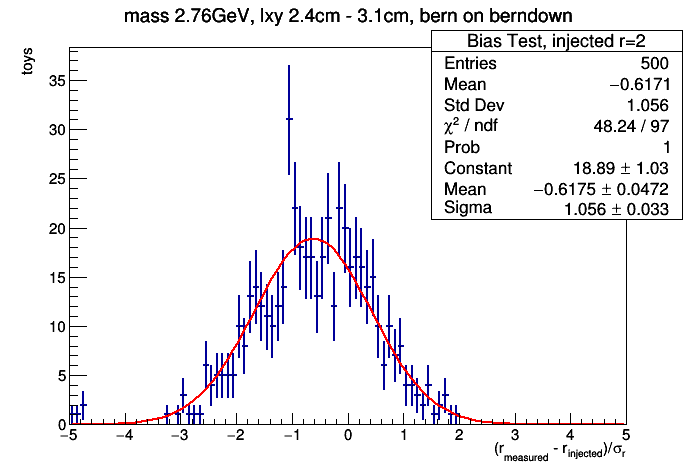 mass 2.76GeV, lxy 2.4cm - 3.1cm, bern on berndown
Bias Test, injected r=2
Entries 500
Mean −0.6171
Std Dev 1.056
χ² / ndf 48.24 / 97
Prob 1
Constant 18.89 ± 1.03
Mean −0.6175 ± 0.0472
Sigma 1.056 ± 0.033
toys
35
30
25
20
15
10
5
0
−5 −4 −3 −2 −1 0 1 2 3 4 5
(r_measured - r_injected)/σ_r